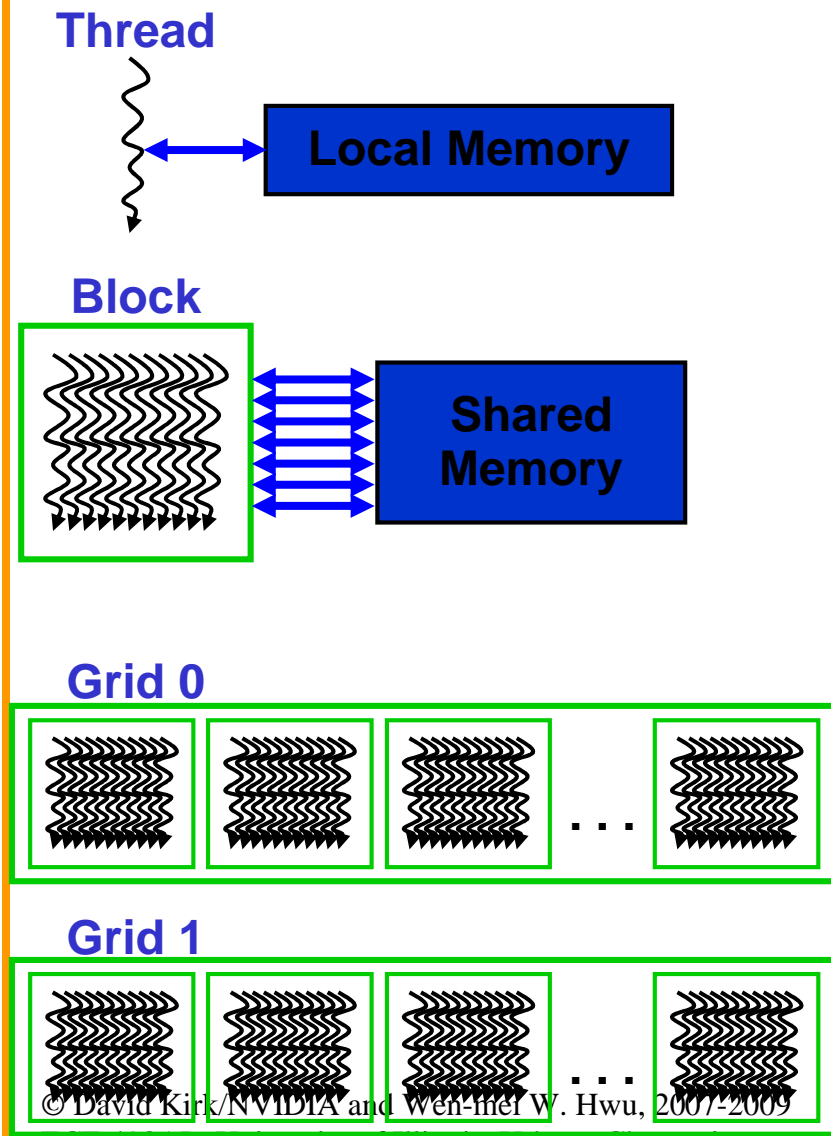 Thread
Local Memory
Block
Shared
Memory
Grid 0
. . .
Grid 1
. . .
© David Kirk/NVIDIA and Wen-mei W. Hwu, 2007-2009